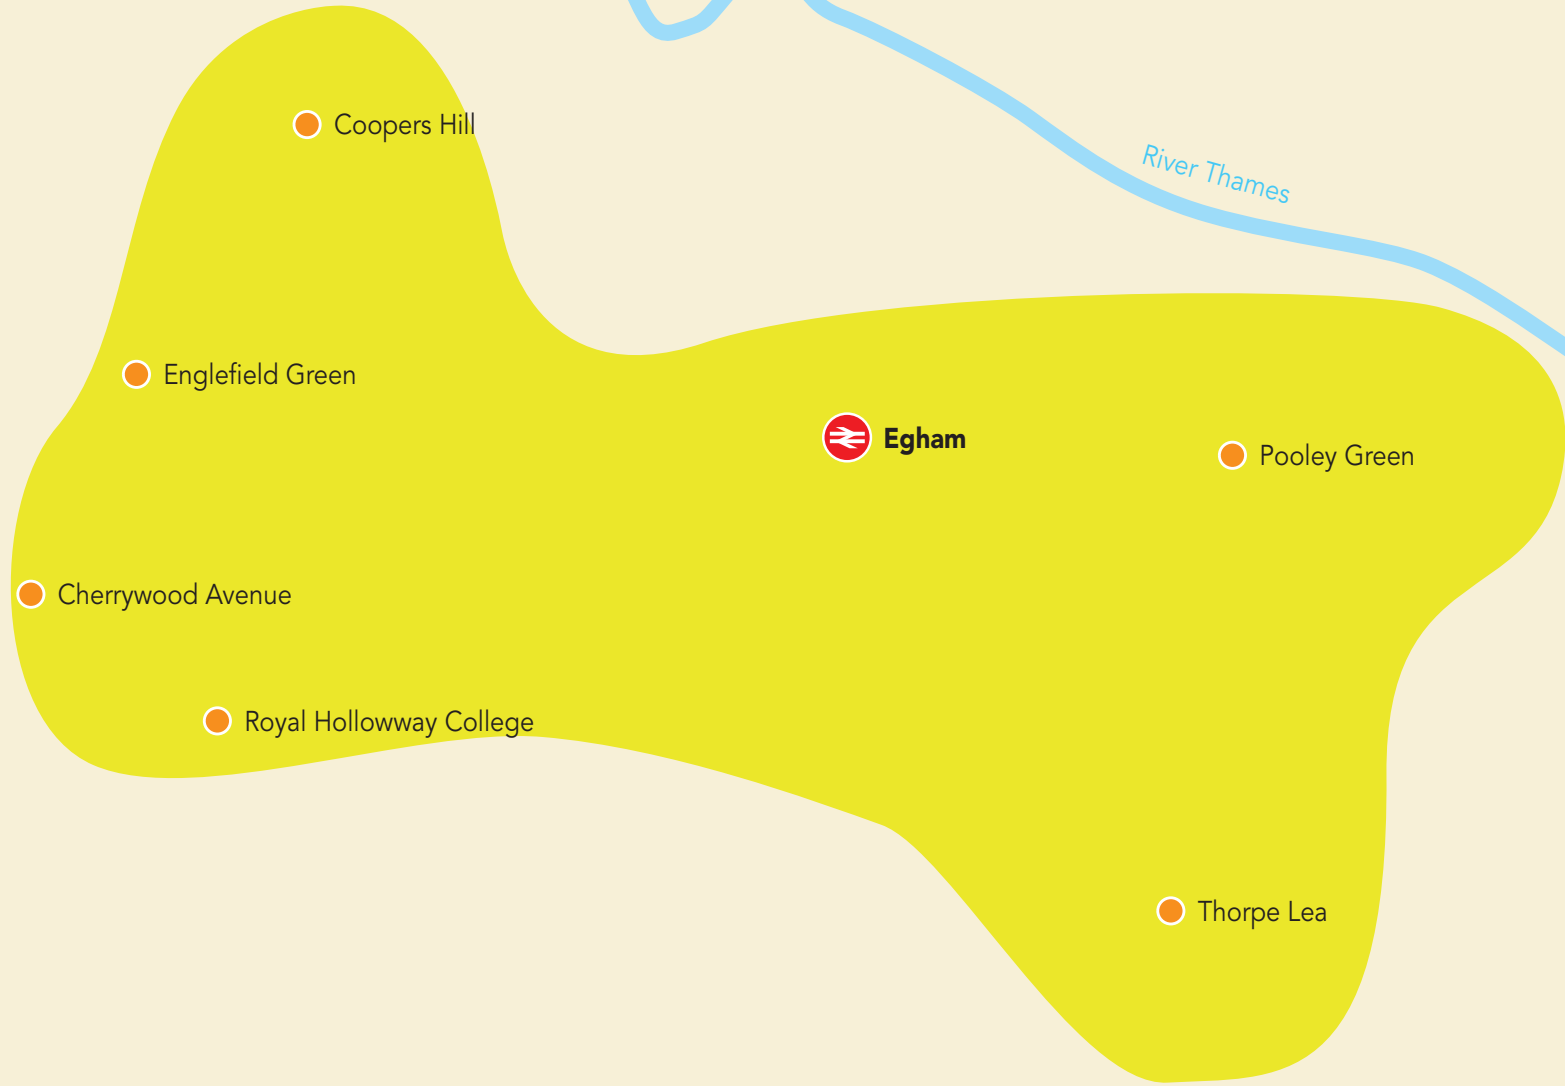 Coopers Hill
River Thames
Englefield Green
Egham
Pooley Green
Cherrywood Avenue
Royal Hollowway College
Thorpe Lea